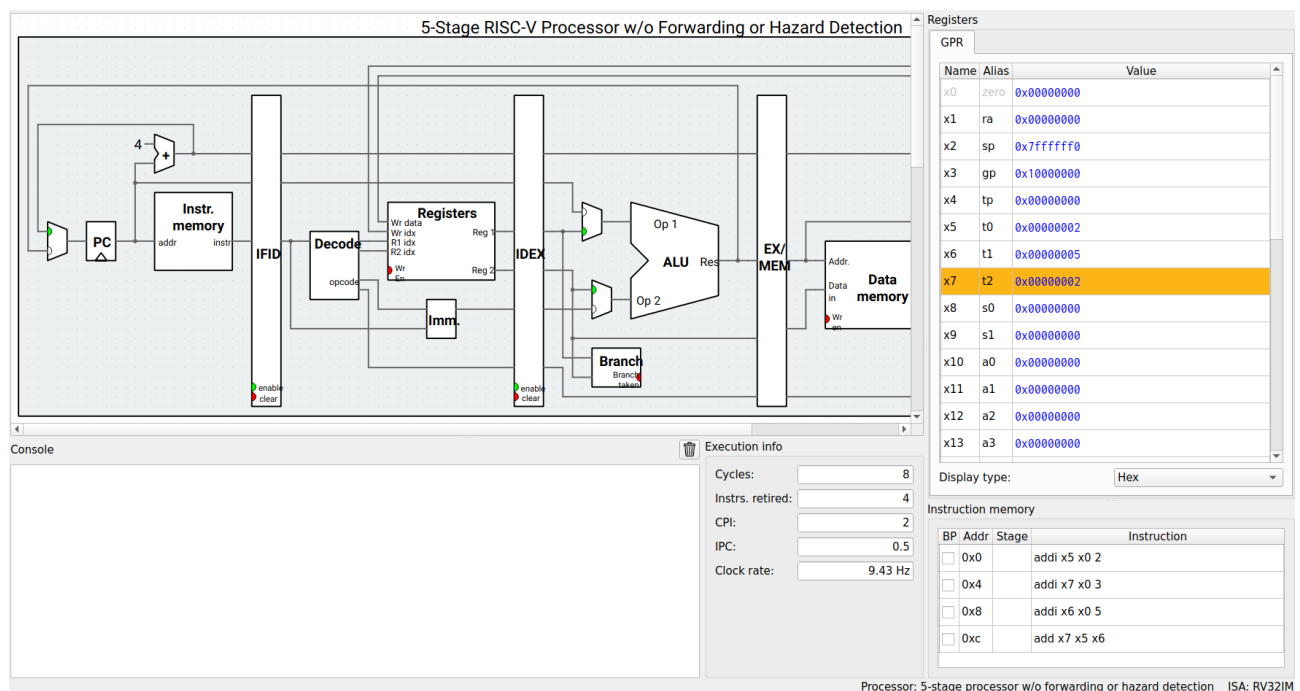 5-Stage RISC-V Processor w/o Forwarding or Hazard Detection
4
+
PC
Instr.
memory
addr
instr
IFID
enable
clear
Decode
opcode
Registers
Wr data
Wr idx
R1 idx
R2 idx
Wr
En
Reg 1
Reg 2
Imm.
IDEX
enable
clear
Op 1
ALU
Res
Op 2
Branch
Branch
taken
EX/
MEM
Addr.
Data
in
Wr
en
Data
memory
Console
Execution info
Cycles: 8
Instrs. retired: 4
CPI: 2
IPC: 0.5
Clock rate: 9.43 Hz
Registers
GPR
Name Alias Value
x0 zero 0x00000000
x1 ra 0x00000000
x2 sp 0x7ffffff0
x3 gp 0x10000000
x4 tp 0x00000000
x5 t0 0x00000002
x6 t1 0x00000005
x7 t2 0x00000002
x8 s0 0x00000000
x9 s1 0x00000000
x10 a0 0x00000000
x11 a1 0x00000000
x12 a2 0x00000000
x13 a3 0x00000000
Display type: Hex
Instruction memory
BP Addr Stage Instruction
0x0 addi x5 x0 2
0x4 addi x7 x0 3
0x8 addi x6 x0 5
0xc add x7 x5 x6
Processor: 5-stage processor w/o forwarding or hazard detection ISA: RV32IM